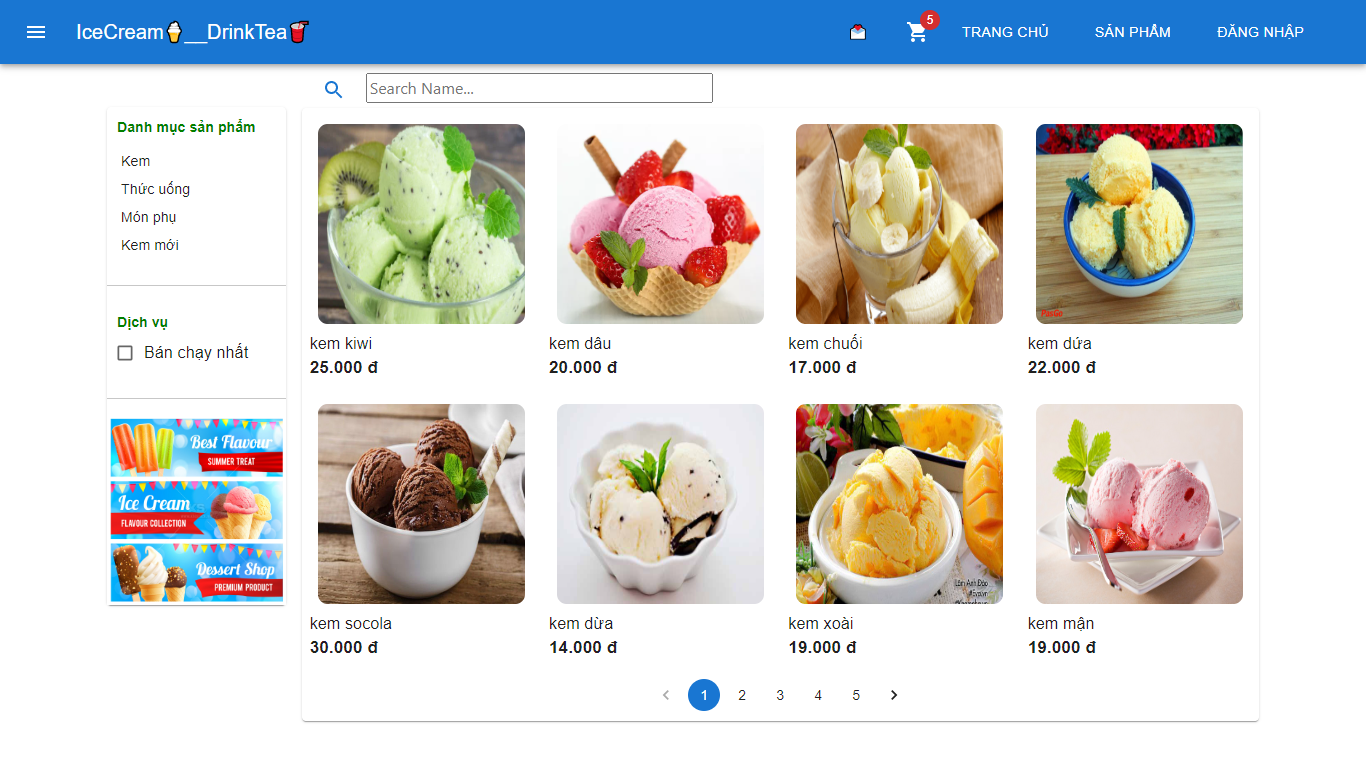 IceCream🍦__DrinkTea🥤
5
TRANG CHỦ
SẢN PHẨM
ĐĂNG NHẬP
Search Name...
Danh mục sản phẩm
Kem
Thức uống
Món phụ
Kem mới
Dịch vụ
Bán chạy nhất
Best Flavour
SUMMER TREAT
Ice Cream
FLAVOUR COLLECTION
Dessert Shop
PREMIUM PRODUCT
kem kiwi
25.000 đ
kem dâu
20.000 đ
kem chuối
17.000 đ
PasGo
kem dứa
22.000 đ
kem socola
30.000 đ
kem dừa
14.000 đ
Lâm Anh Đào
kem xoài
19.000 đ
kem mận
19.000 đ
1 2 3 4 5